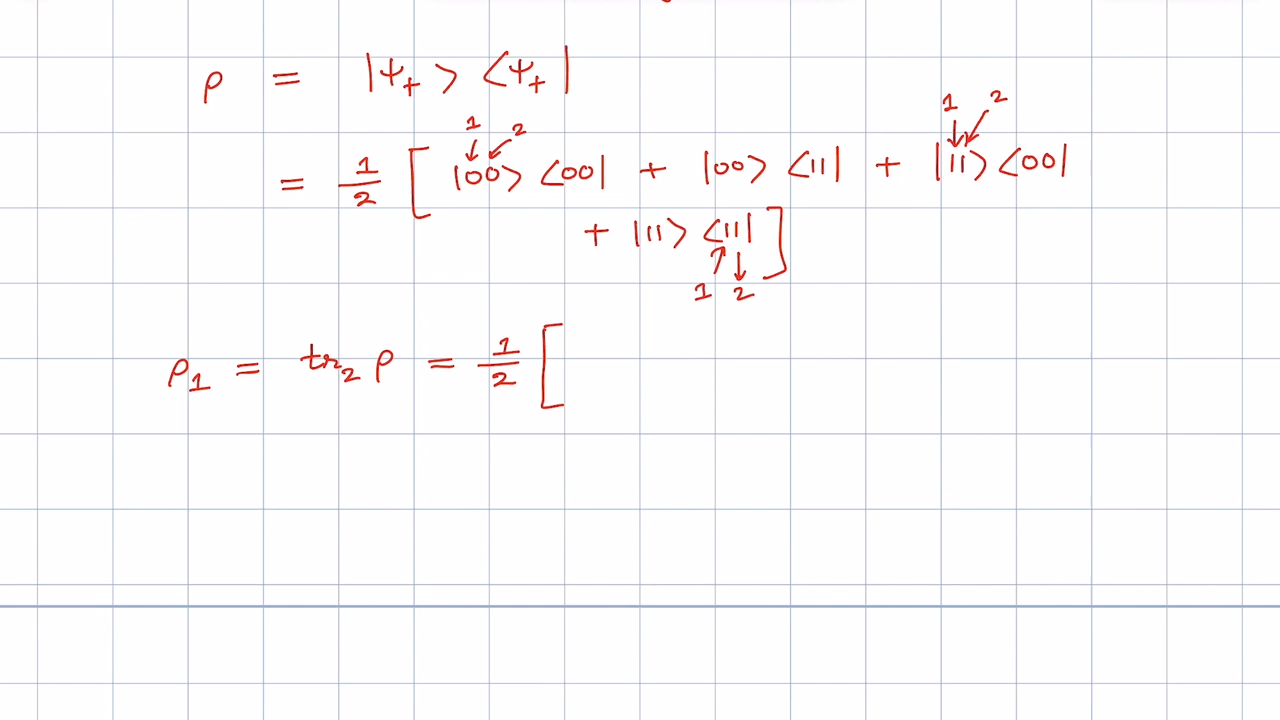 ρ = |Ψ₊> <Ψ₊|
1 2 1 2
= 1/2 [ |00> <00| + |00> <11| + |11> <00|
+ |11> <11| ]
1 2
ρ₁ = tr₂ ρ = 1/2 [